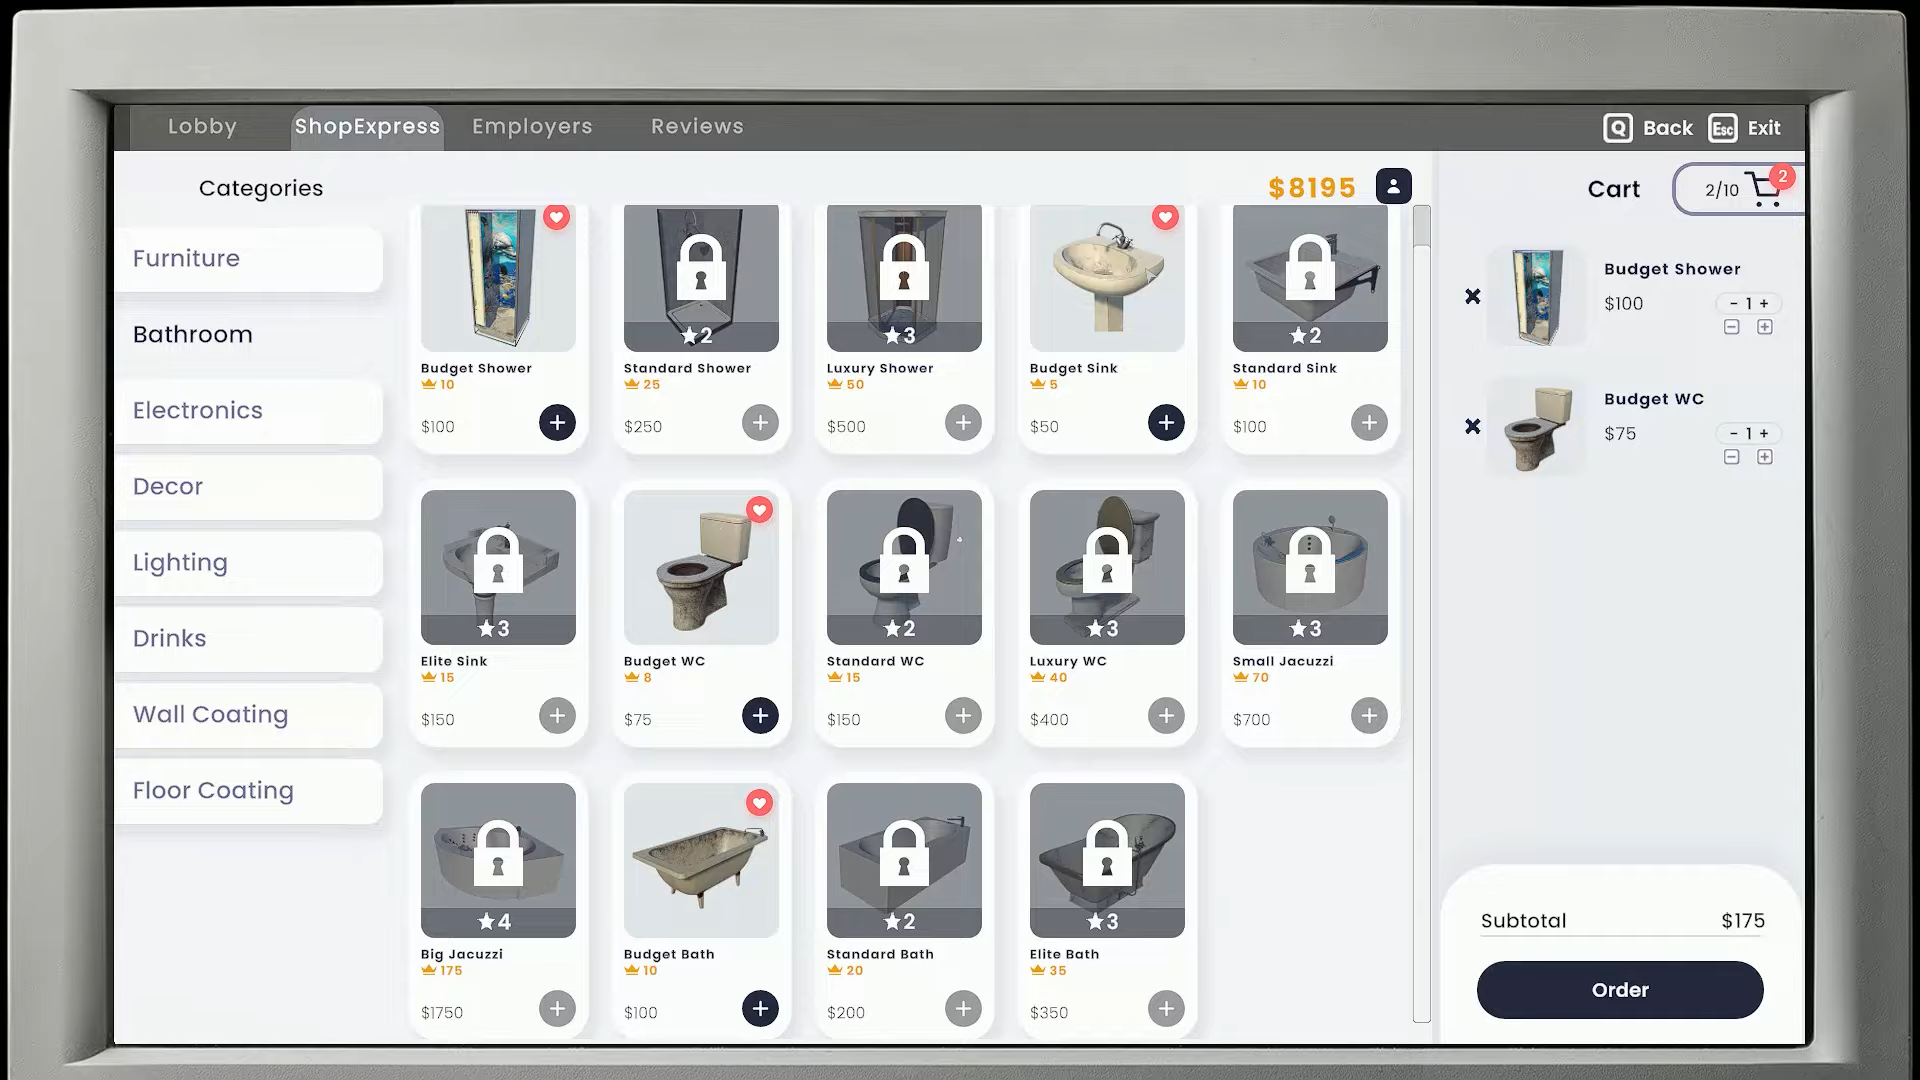 Lobby
ShopExpress
Employers
Reviews
Q Back
Esc Exit
Categories
$8195
Cart
2/10
2
Furniture
Bathroom
Electronics
Decor
Lighting
Drinks
Wall Coating
Floor Coating
Budget Shower
10
$100
2
Standard Shower
25
$250
3
Luxury Shower
50
$500
Budget Sink
5
$50
2
Standard Sink
10
$100
3
Elite Sink
15
$150
Budget WC
8
$75
2
Standard WC
15
$150
3
Luxury WC
40
$400
3
Small Jacuzzi
70
$700
4
Big Jacuzzi
175
$1750
Budget Bath
10
$100
2
Standard Bath
20
$200
3
Elite Bath
35
$350
Budget Shower
$100
- 1 +
Budget WC
$75
- 1 +
Subtotal $175
Order